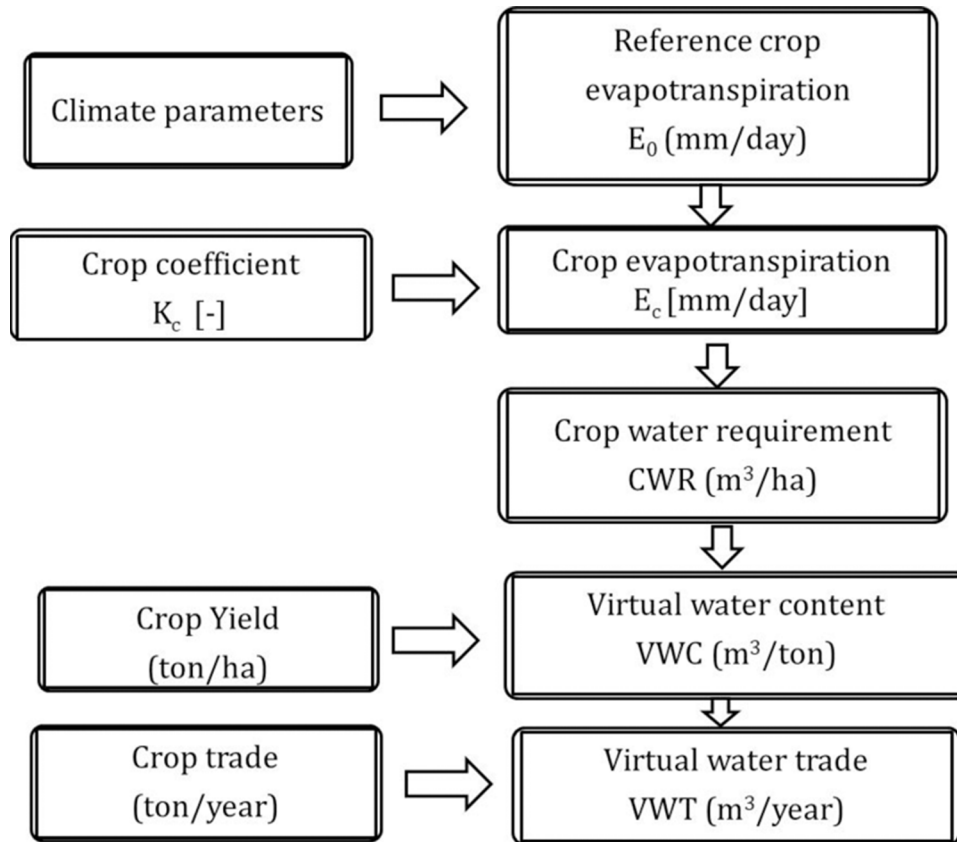 Climate parameters
Reference crop
evapotranspiration
E₀ (mm/day)
Crop coefficient
K꜀ [-]
Crop evapotranspiration
E꜀ [mm/day]
Crop water requirement
CWR (m³/ha)
Crop Yield
(ton/ha)
Virtual water content
VWC (m³/ton)
Crop trade
(ton/year)
Virtual water trade
VWT (m³/year)